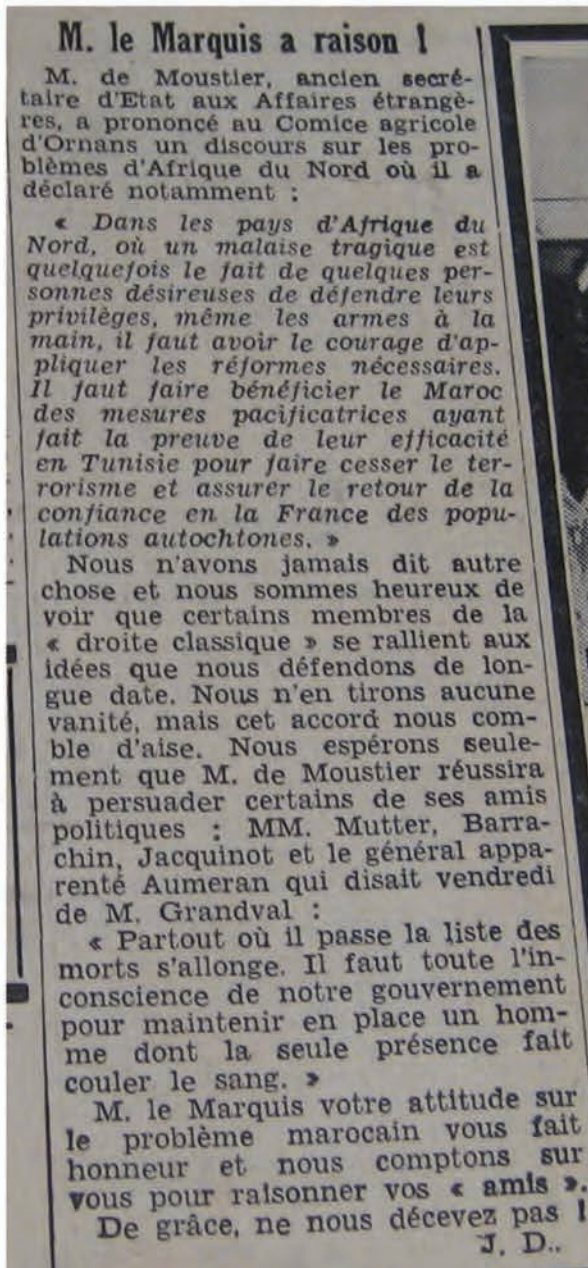 M. le Marquis a raison !
M. de Moustier, ancien secré-
taire d'Etat aux Affaires étrangè-
res, a prononcé au Comice agricole
d'Ornans un discours sur les pro-
blèmes d'Afrique du Nord où il a
déclaré notamment :
« Dans les pays d'Afrique du
Nord, où un malaise tragique est
quelquefois le fait de quelques per-
sonnes désireuses de défendre leurs
privilèges, même les armes à la
main, il faut avoir le courage d'ap-
pliquer les réformes nécessaires.
Il faut faire bénéficier le Maroc
des mesures pacificatrices ayant
fait la preuve de leur efficacité
en Tunisie pour faire cesser le ter-
rorisme et assurer le retour de la
confiance en la France des popu-
lations autochtones. »
Nous n'avons jamais dit autre
chose et nous sommes heureux de
voir que certains membres de la
« droite classique » se rallient aux
idées que nous défendons de lon-
gue date. Nous n'en tirons aucune
vanité, mais cet accord nous com-
ble d'aise. Nous espérons seule-
ment que M. de Moustier réussira
à persuader certains de ses amis
politiques : MM. Mutter, Barra-
chin, Jacquinot et le général appa-
renté Aumeran qui disait vendredi
de M. Grandval :
« Partout où il passe la liste des
morts s'allonge. Il faut toute l'in-
conscience de notre gouvernement
pour maintenir en place un hom-
me dont la seule présence fait
couler le sang. »
M. le Marquis votre attitude sur
le problème marocain vous fait
honneur et nous comptons sur
vous pour raisonner vos « amis ».
De grâce, ne nous décevez pas !
J. D..